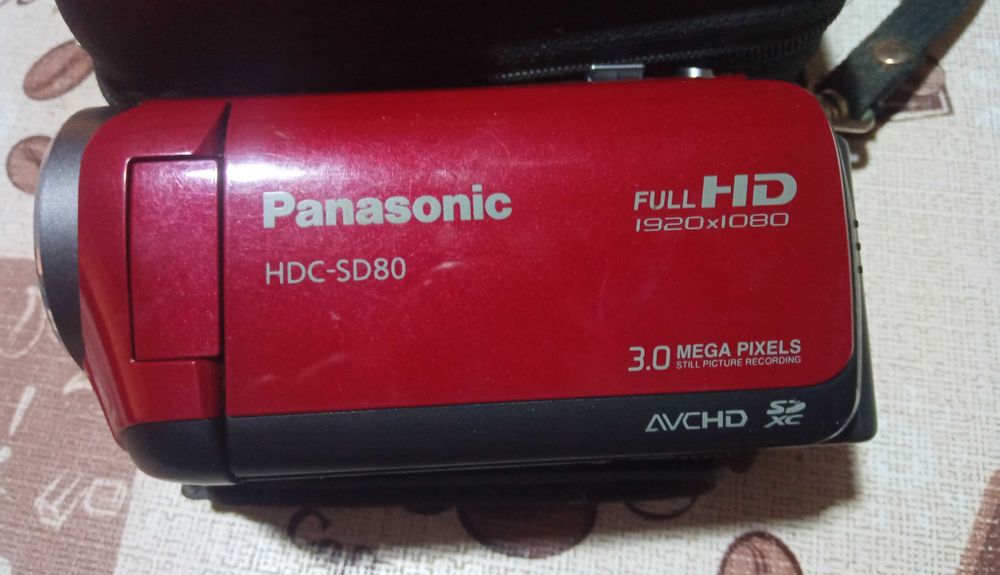 Panasonic
HDC-SD80
FULL HD
1920x1080
3.0 MEGA PIXELS
STILL PICTURE RECORDING
AVCHD
SD
XC